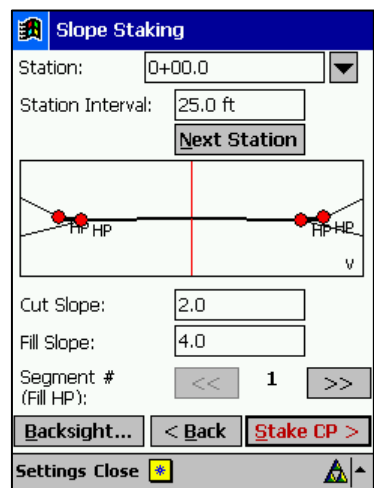 Slope Staking
Station: 0+00.0
Station Interval: 25.0 ft
Next Station
HP HP HP HP
V
Cut Slope: 2.0
Fill Slope: 4.0
Segment # << 1 >>
(Fill HP):
Backsight... < Back Stake CP >
Settings Close